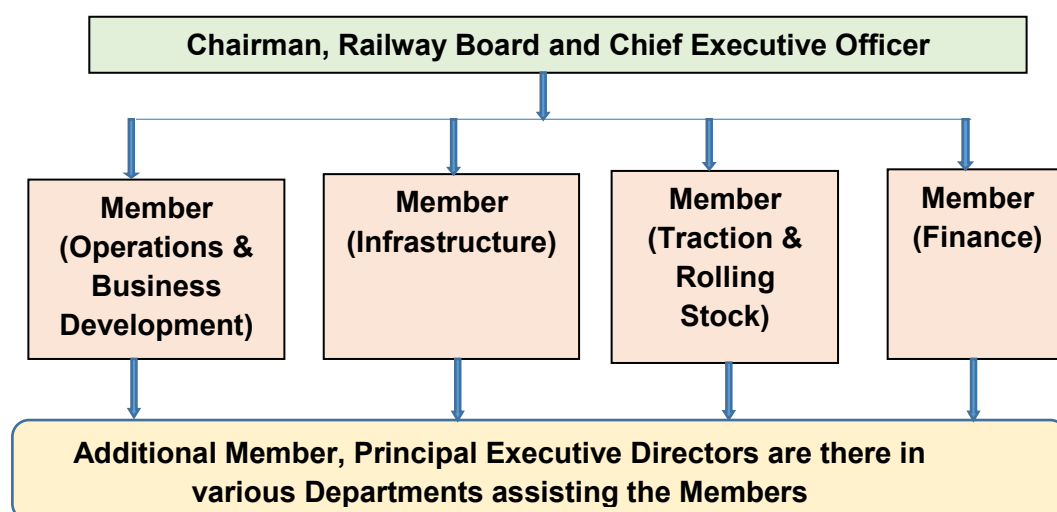 Chairman, Railway Board and Chief Executive Officer
Member
(Operations &
Business
Development)
Member
(Infrastructure)
Member
(Traction &
Rolling
Stock)
Member
(Finance)
Additional Member, Principal Executive Directors are there in
various Departments assisting the Members